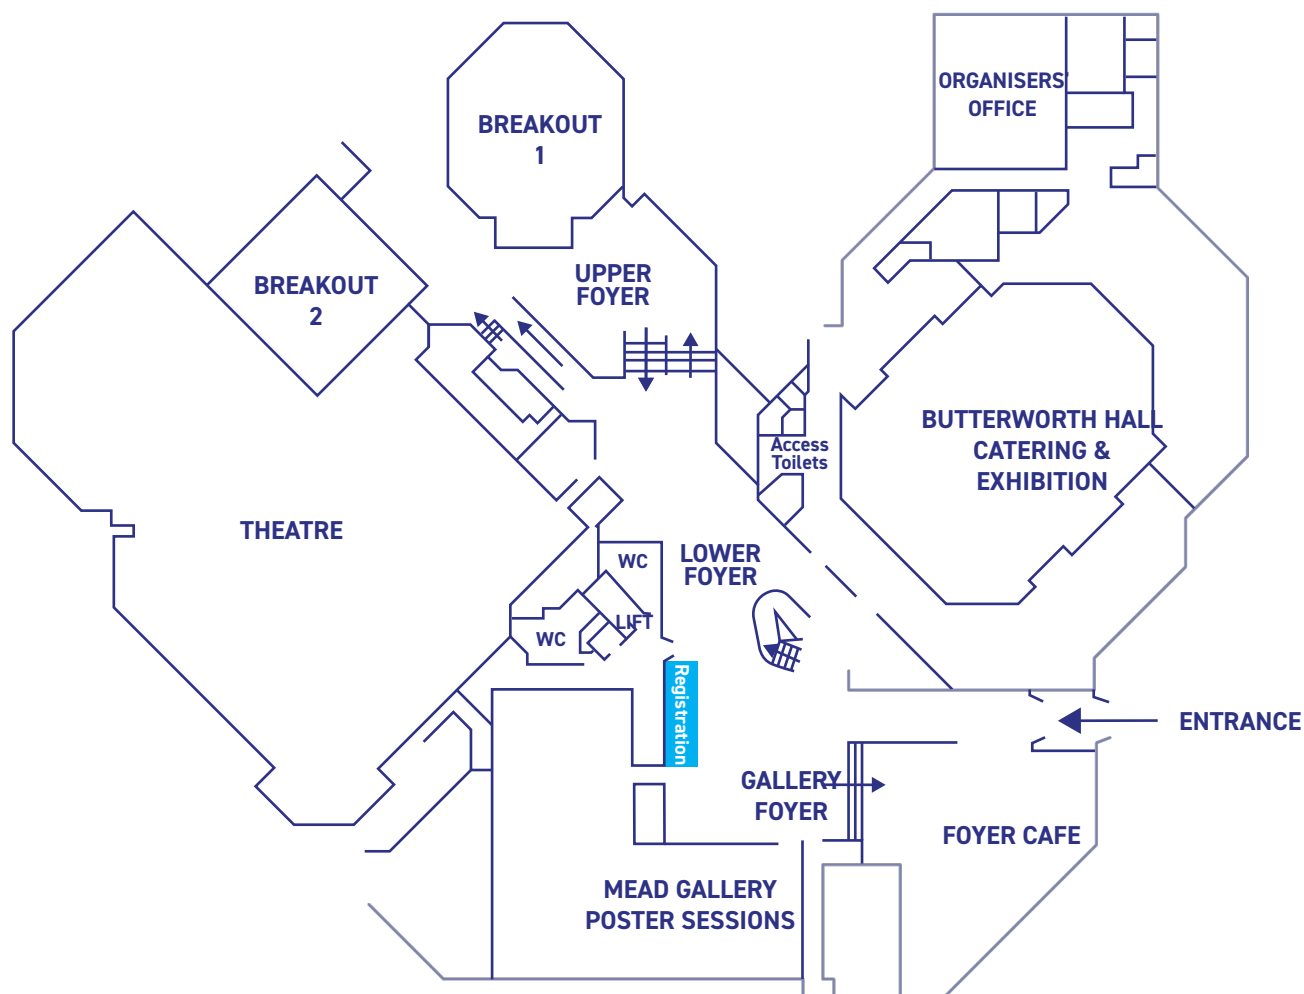 ORGANISERS'
OFFICE
BREAKOUT
1
UPPER
FOYER
BREAKOUT
2
BUTTERWORTH HALL
CATERING &
EXHIBITION
Access
Toilets
THEATRE
LOWER
FOYER
WC
LIFT
WC
Registration
ENTRANCE
GALLERY
FOYER
FOYER CAFE
MEAD GALLERY
POSTER SESSIONS